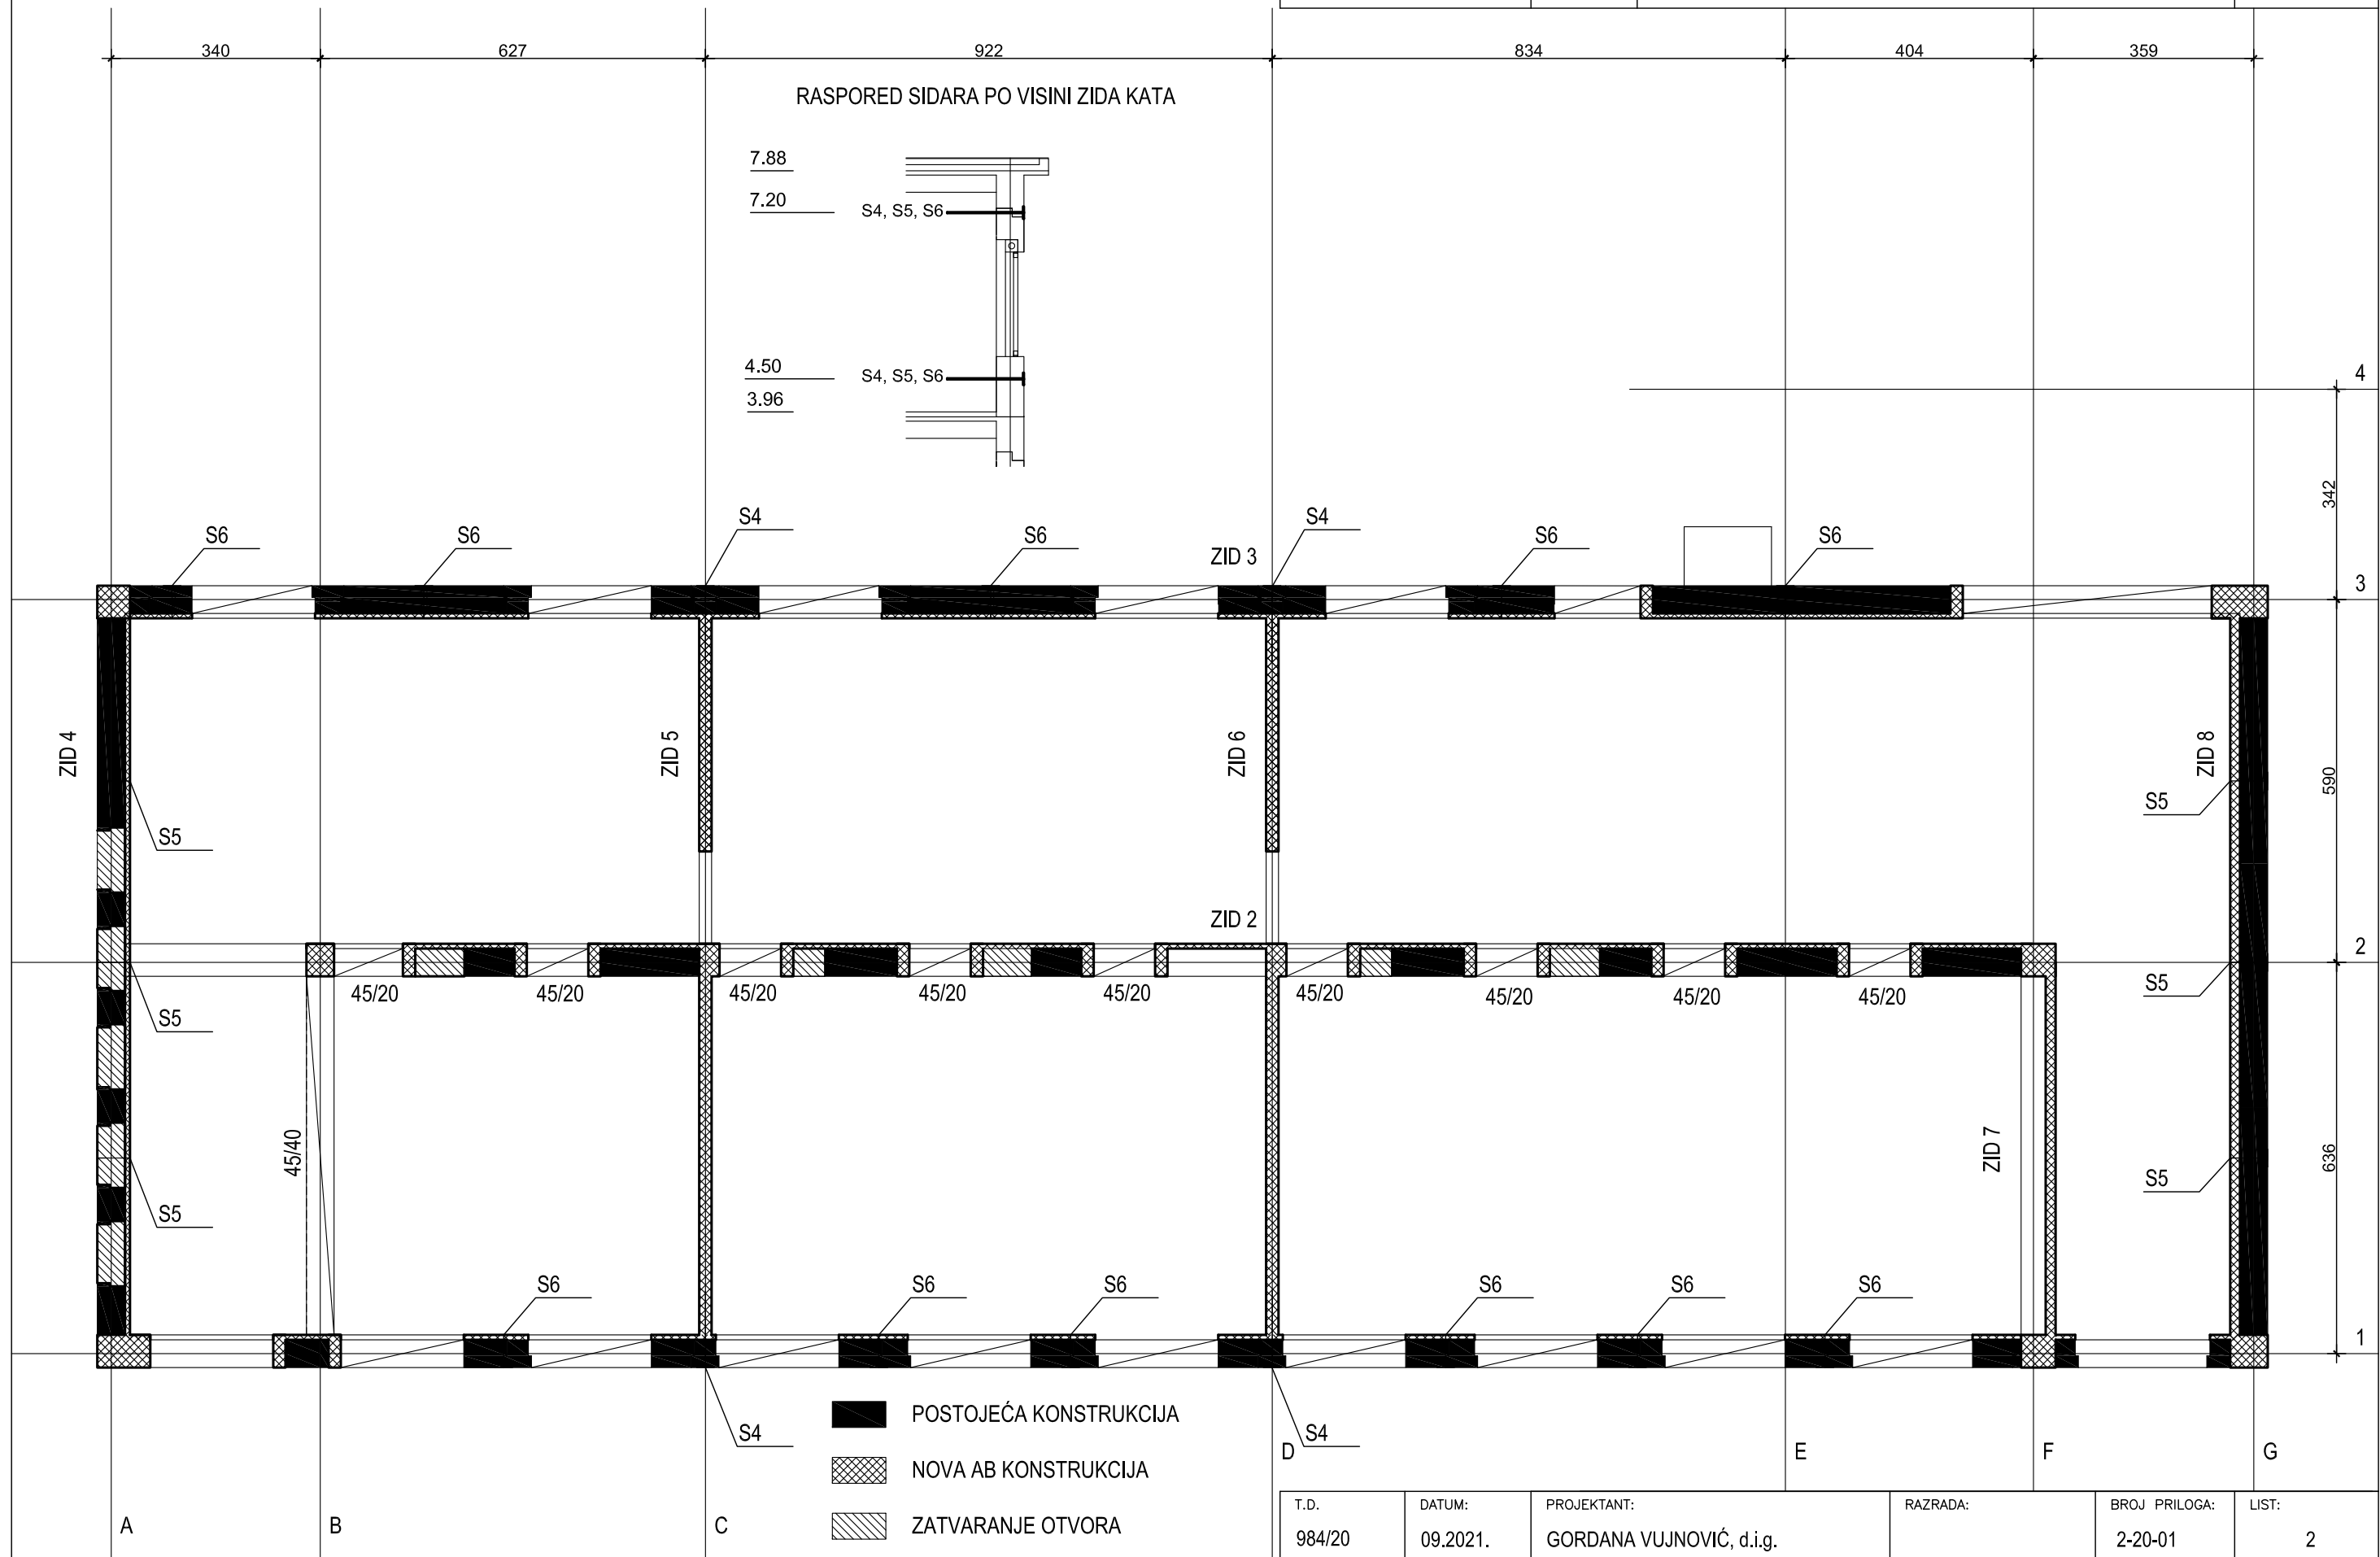 340 627 922 834 404 359
RASPORED SIDARA PO VISINI ZIDA KATA
7.88
7.20 S4, S5, S6
4.50 S4, S5, S6
3.96
4
342
S6 S6 S4 S6 ZID 3 S4 S6 S6
3
ZID 4 ZID 5 ZID 6 ZID 8
590
S5 S5
ZID 2
2
45/20 45/20 45/20 45/20 45/20 45/20 45/20 45/20 45/20
S5 S5
45/40 ZID 7
636
S5 S5
S6 S6 S6 S6 S6 S6
1
S4 S4
POSTOJEĆA KONSTRUKCIJA
NOVA AB KONSTRUKCIJA
ZATVARANJE OTVORA
A B C D E F G
T.D. DATUM: PROJEKTANT: RAZRADA: BROJ PRILOGA: LIST:
984/20 09.2021. GORDANA VUJNOVIĆ, d.i.g. 2-20-01 2